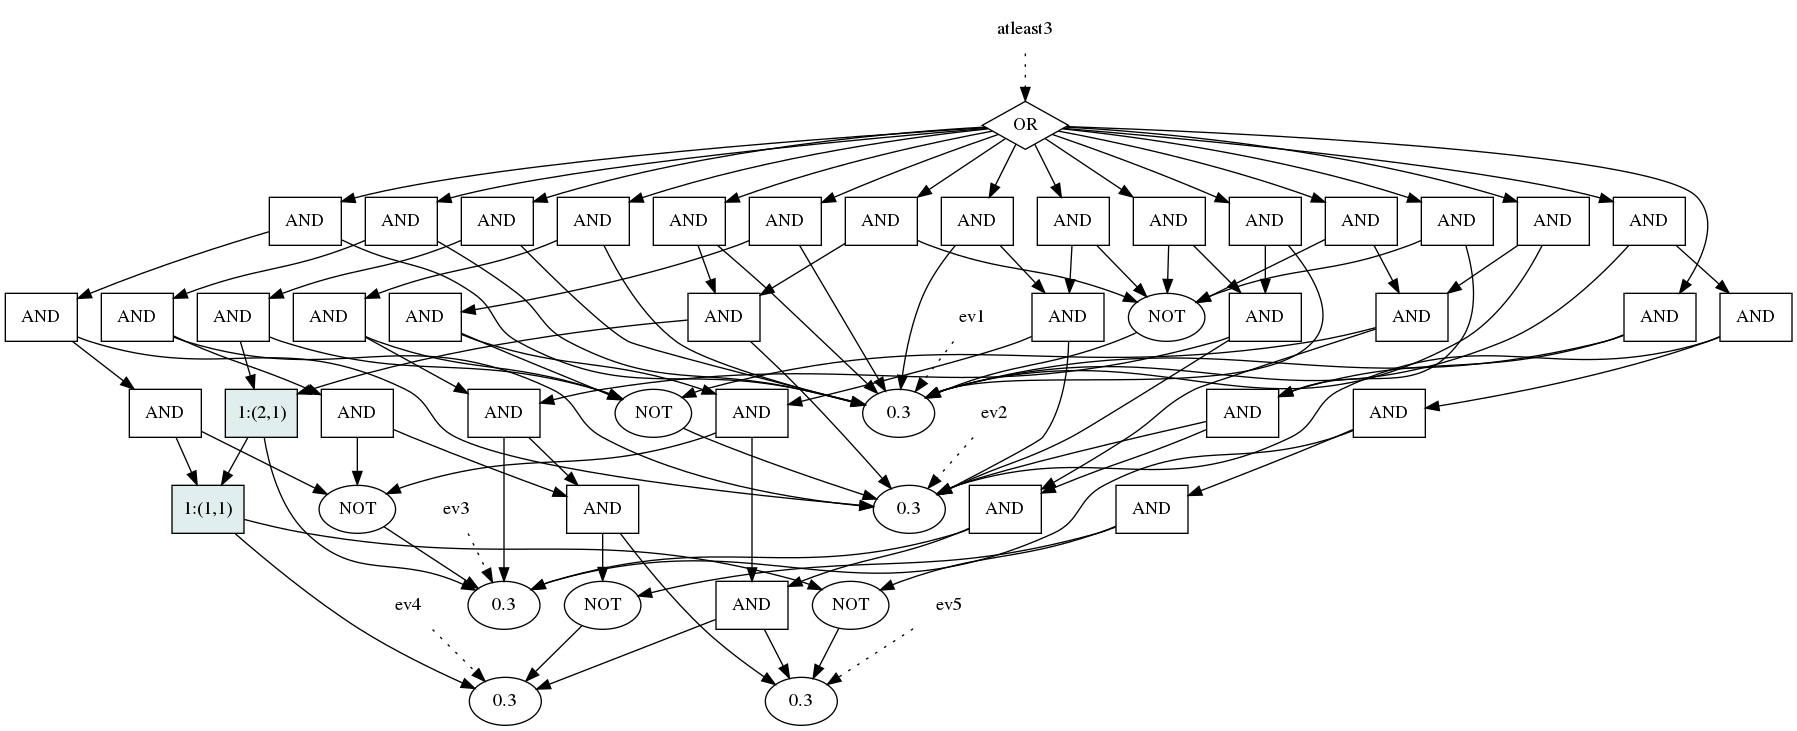 atleast3
OR
AND AND AND AND AND AND AND AND AND AND AND AND AND AND AND
AND AND AND AND AND AND ev1 AND NOT AND AND AND AND
AND 1:(2,1) AND AND NOT AND 0.3 ev2 AND AND
1:(1,1) NOT ev3 AND 0.3 AND AND
ev4 0.3 NOT AND NOT ev5
0.3 0.3